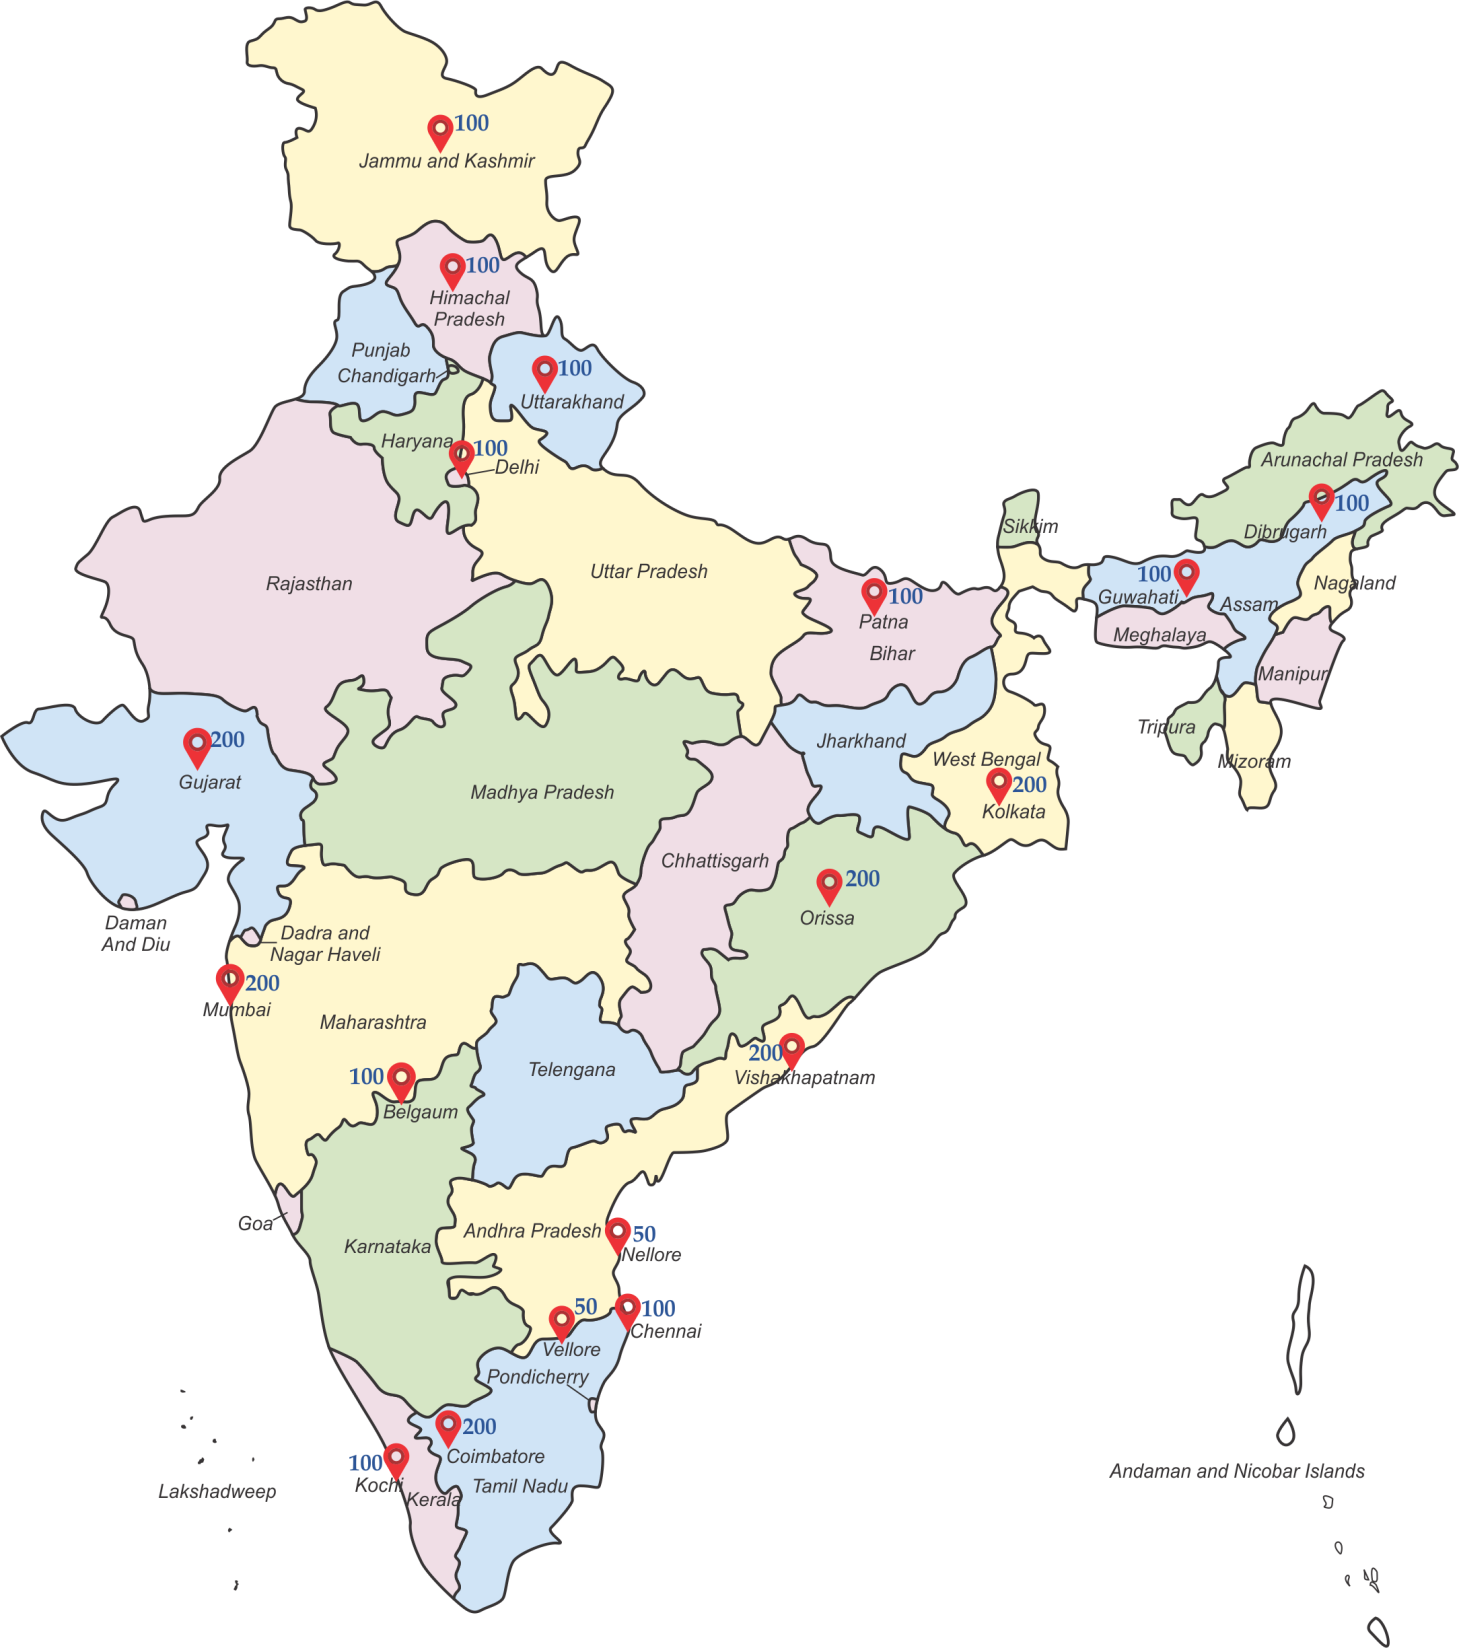 100
Jammu and Kashmir
100
Himachal
Pradesh
Punjab
Chandigarh
100
Uttarakhand
Haryana
100
Delhi
Arunachal Pradesh
100
Dibrugarh
Sikkim
Rajasthan
Uttar Pradesh
100
Patna
Bihar
100
Guwahati
Assam
Nagaland
Meghalaya
Manipur
Tripura
Mizoram
200
Gujarat
Madhya Pradesh
Jharkhand
West Bengal
200
Kolkata
Chhattisgarh
200
Orissa
Daman
And Diu
Dadra and
Nagar Haveli
200
Mumbai
Maharashtra
Telengana
200
Vishakhapatnam
100
Belgaum
Goa
Karnataka
Andhra Pradesh
50
Nellore
50
Vellore
100
Chennai
Pondicherry
200
Coimbatore
100
Kochi
Kerala
Tamil Nadu
Lakshadweep
Andaman and Nicobar Islands